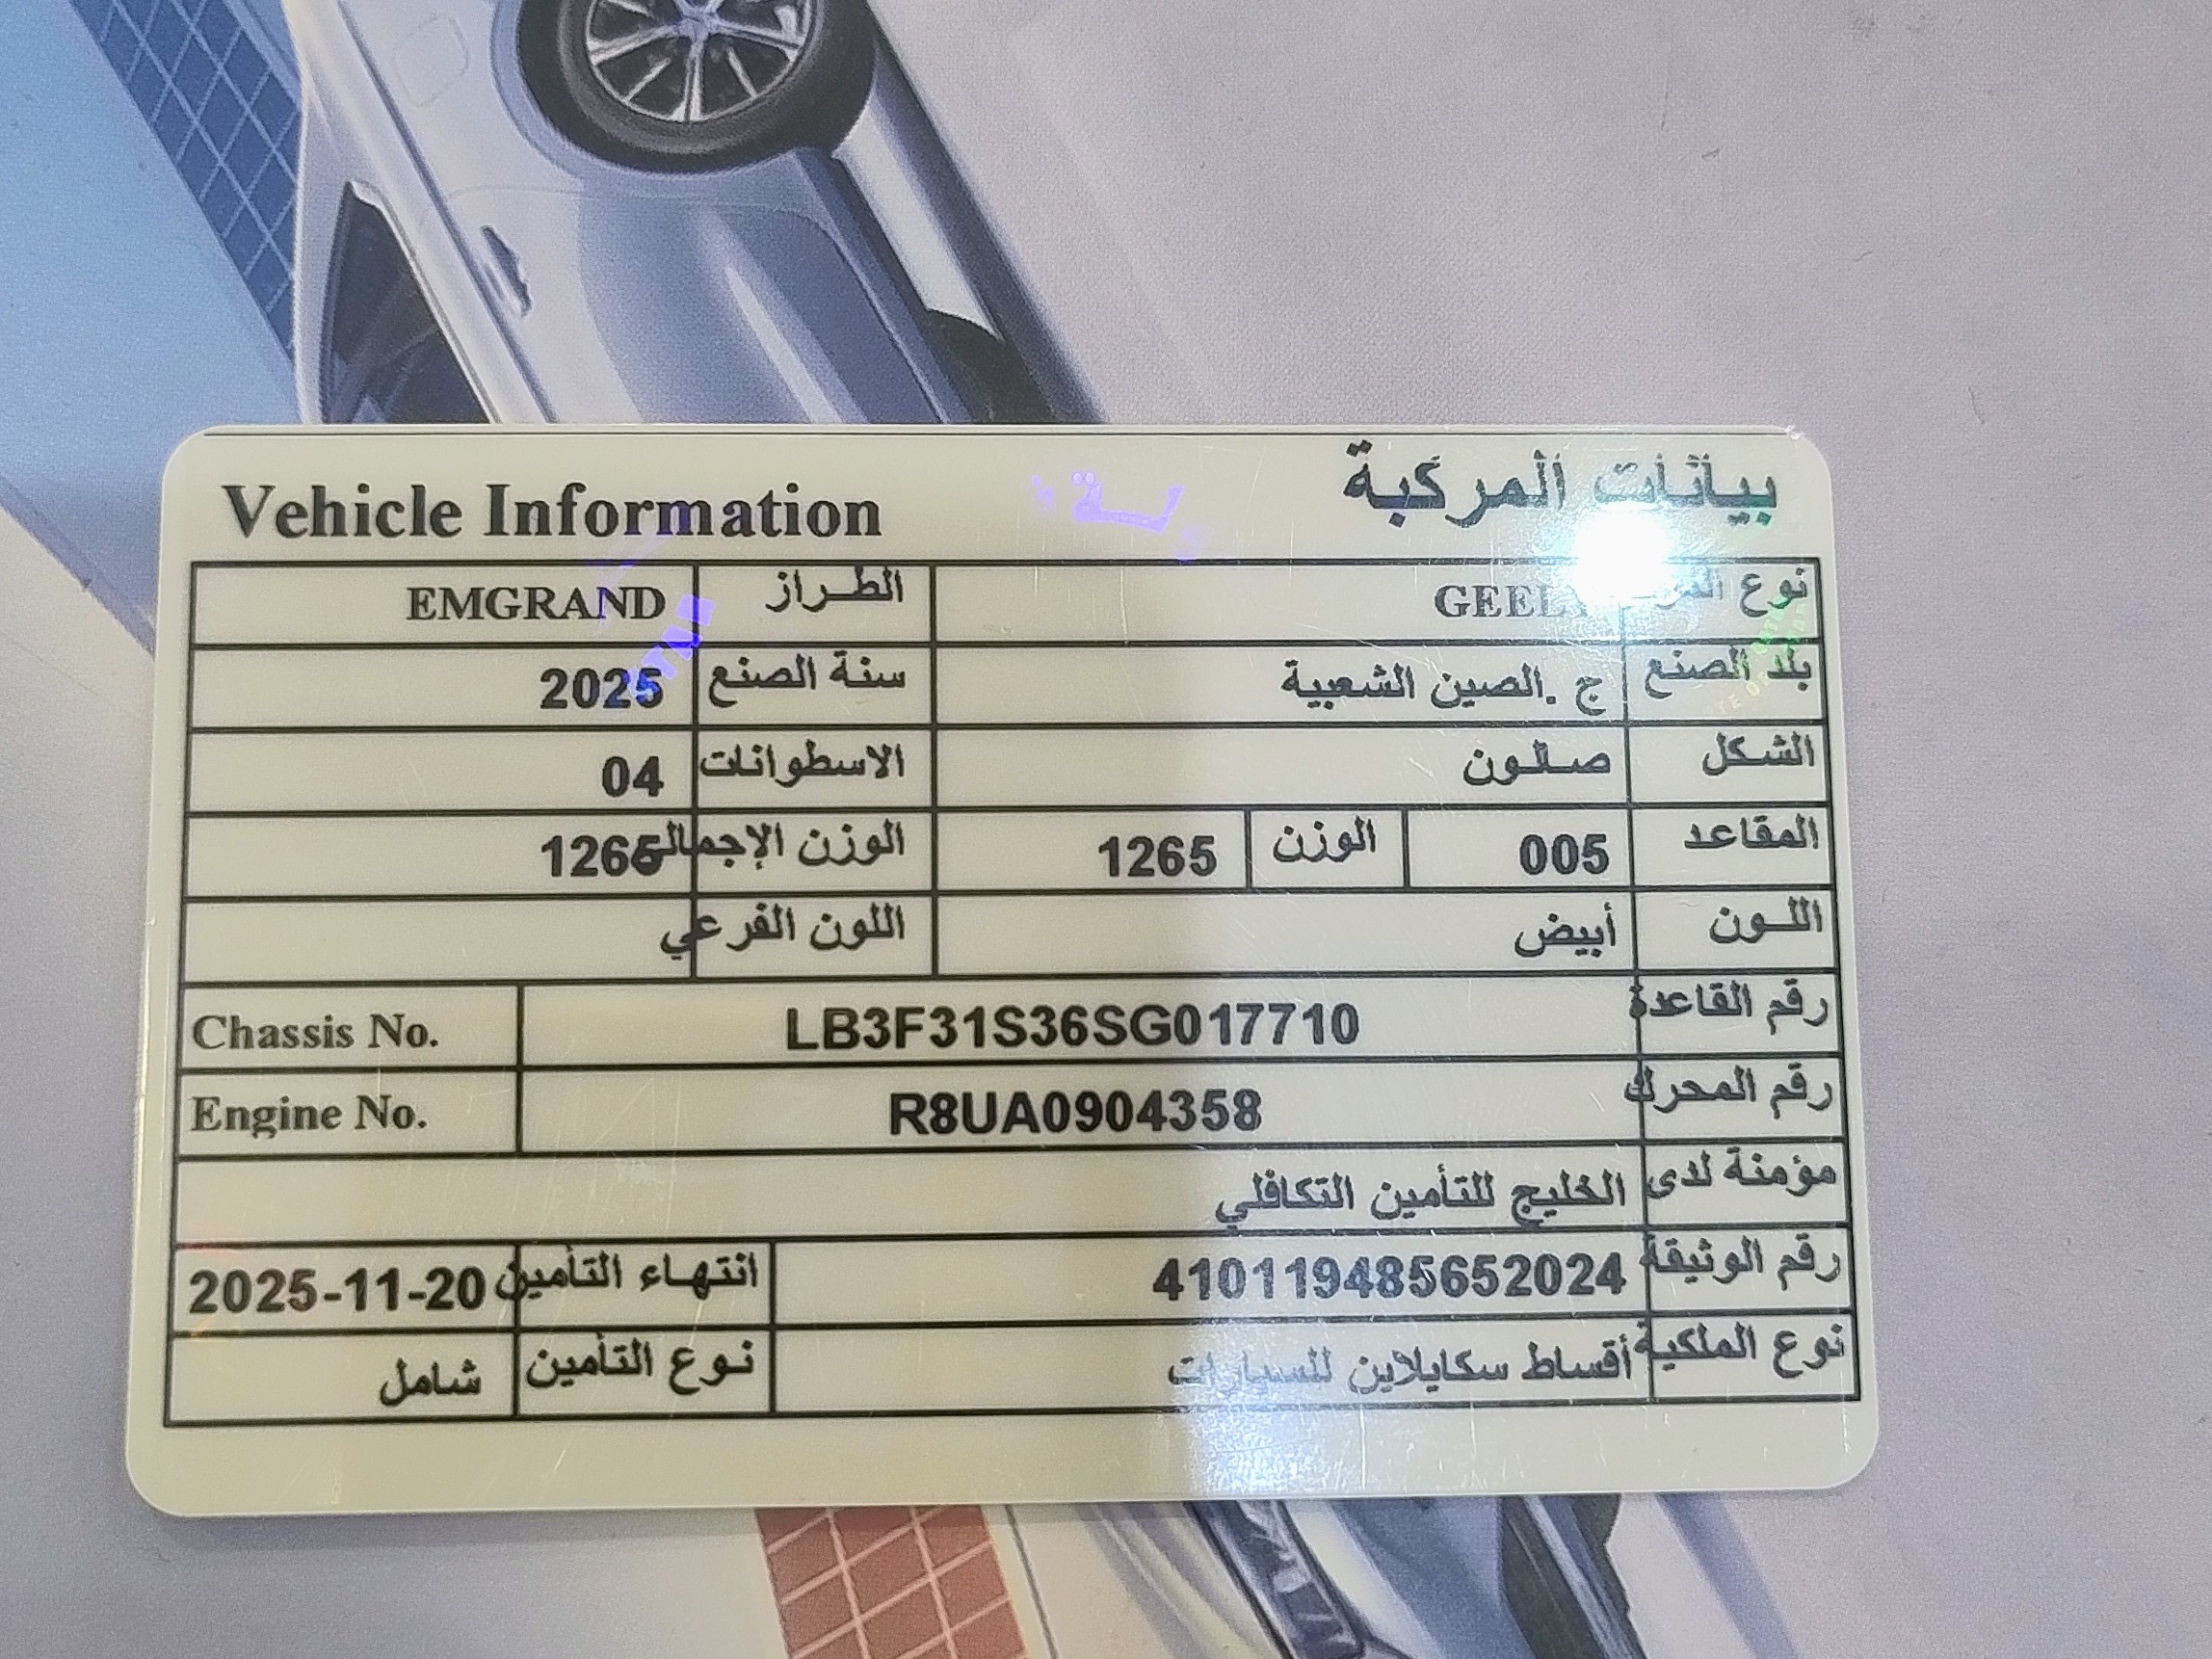 بيانات المركبة Vehicle Information
نوع الطراز EMGRAND
بلد الصنع ج .الصين الشعبية سنة الصنع 2025
الشكل صالون الاسطوانات 04
المقاعد 005 الوزن 1265 الوزن الإجمالي 1265
اللون أبيض اللون الفرعي
رقم القاعدة LB3F31S36SG017710 Chassis No.
رقم المحرك R8UA0904358 Engine No.
مؤمنة لدى الخليج للتأمين التكافلي
رقم الوثيقة 410119485652024 انتهاء التأمين 2025-11-20
نوع الملكية أقساط سكايلاين للسيارات نوع التأمين شامل